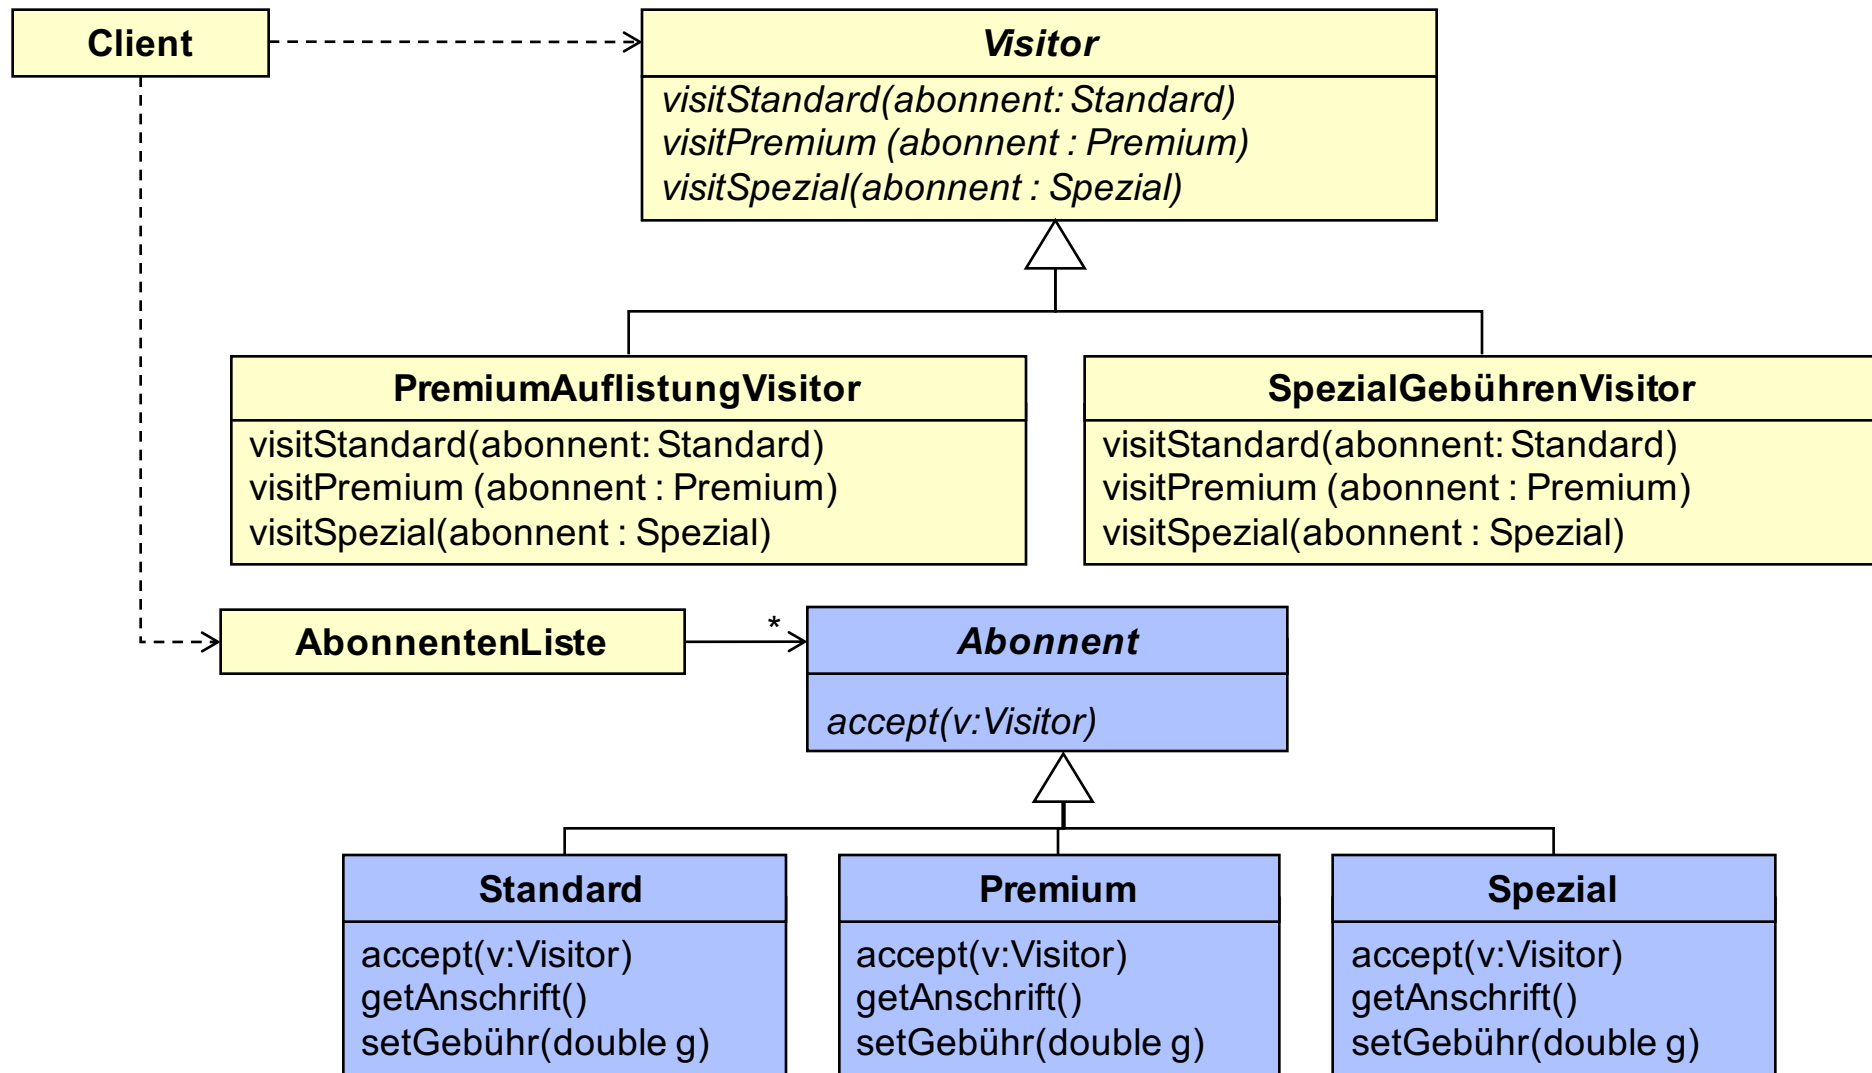 Client
Visitor
visitStandard(abonnent: Standard)
visitPremium (abonnent : Premium)
visitSpezial(abonnent : Spezial)
PremiumAuflistungVisitor
visitStandard(abonnent: Standard)
visitPremium (abonnent : Premium)
visitSpezial(abonnent : Spezial)
SpezialGebührenVisitor
visitStandard(abonnent: Standard)
visitPremium (abonnent : Premium)
visitSpezial(abonnent : Spezial)
AbonnentenListe
*
Abonnent
accept(v:Visitor)
Standard
accept(v:Visitor)
getAnschrift()
setGebühr(double g)
Premium
accept(v:Visitor)
getAnschrift()
setGebühr(double g)
Spezial
accept(v:Visitor)
getAnschrift()
setGebühr(double g)